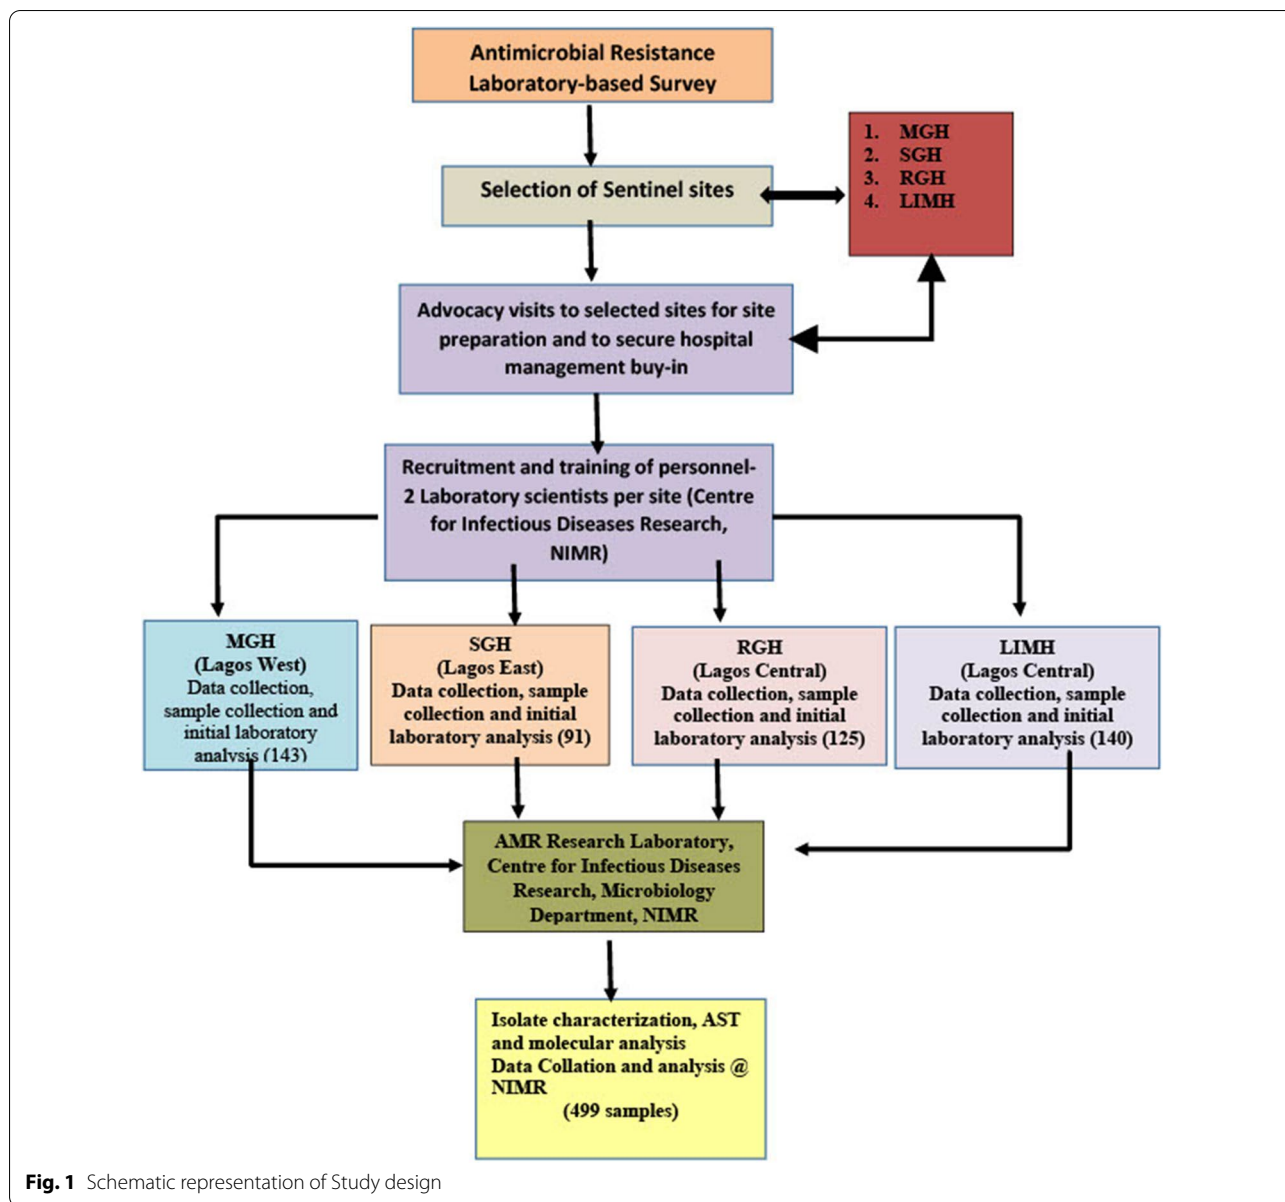 Antimicrobial Resistance
Laboratory-based Survey
1. MGH
2. SGH
3. RGH
4. LIMH
Selection of Sentinel sites
Advocacy visits to selected sites for site
preparation and to secure hospital
management buy-in
Recruitment and training of personnel-
2 Laboratory scientists per site (Centre
for Infectious Diseases Research,
NIMR)
MGH
(Lagos West)
Data collection,
sample collection and
initial laboratory
analysis (143)
SGH
(Lagos East)
Data collection, sample
collection and initial
laboratory analysis (91)
RGH
(Lagos Central)
Data collection, sample
collection and initial
laboratory analysis (125)
LIMH
(Lagos Central)
Data collection, sample
collection and initial
laboratory analysis (140)
AMR Research Laboratory,
Centre for Infectious Diseases
Research, Microbiology
Department, NIMR
Isolate characterization, AST
and molecular analysis
Data Collation and analysis @
NIMR
(499 samples)
Fig. 1 Schematic representation of Study design